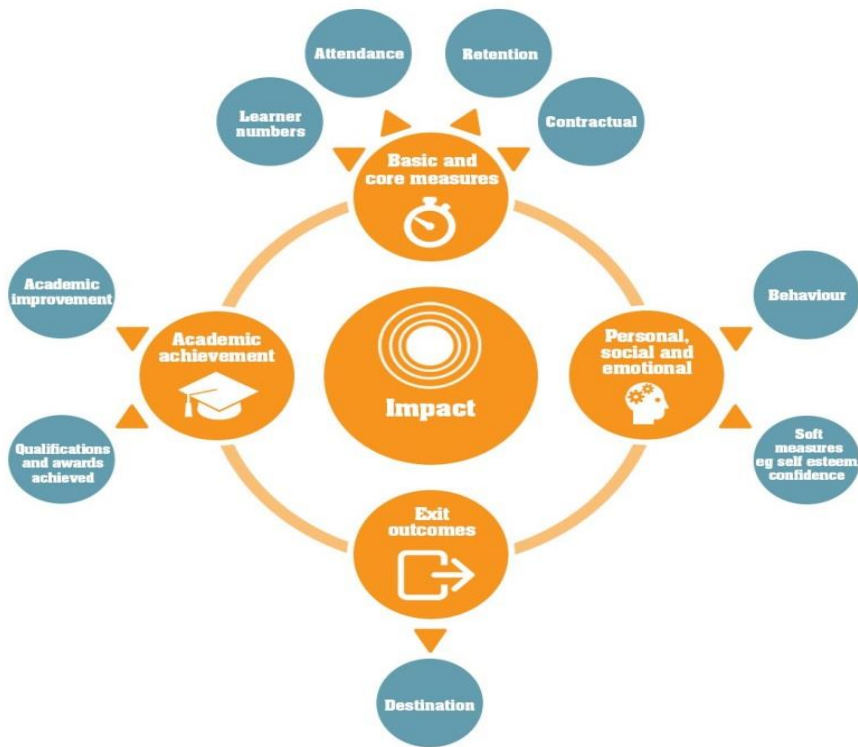 Attendance
Retention
Learner
numbers
Contractual
Basic and
core measures
Academic
improvement
Behaviour
Academic
achievement
Personal,
social and
emotional
Impact
Qualifications
and awards
achieved
Soft
measures
eg self esteem
confidence
Exit
outcomes
Destination